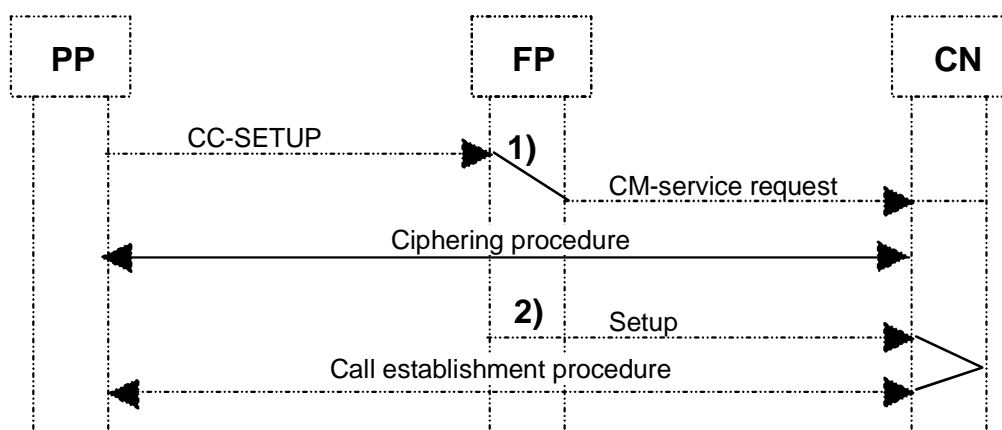 PP
FP
CN
CC-SETUP
1)
CM-service request
Ciphering procedure
2)
Setup
Call establishment procedure